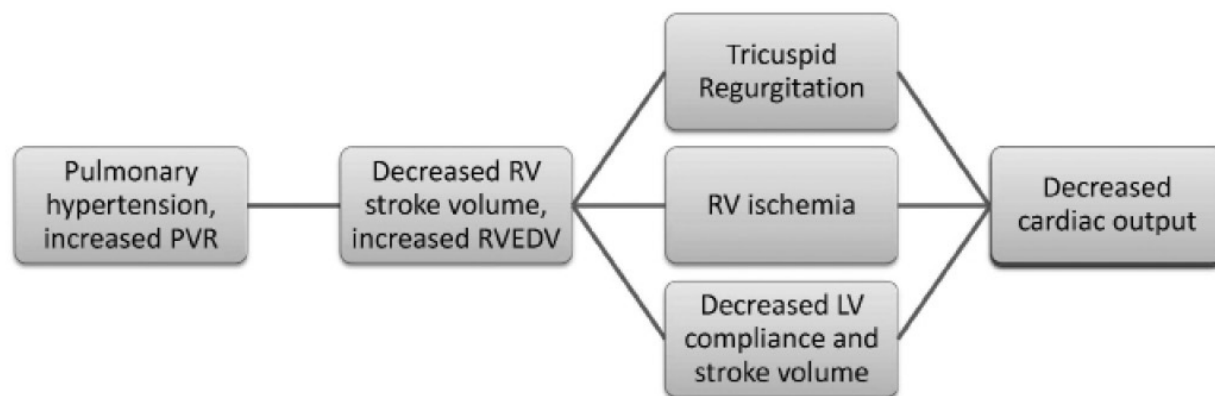 Pulmonary
hypertension,
increased PVR
Decreased RV
stroke volume,
increased RVEDV
Tricuspid
Regurgitation
RV ischemia
Decreased LV
compliance and
stroke volume
Decreased
cardiac output